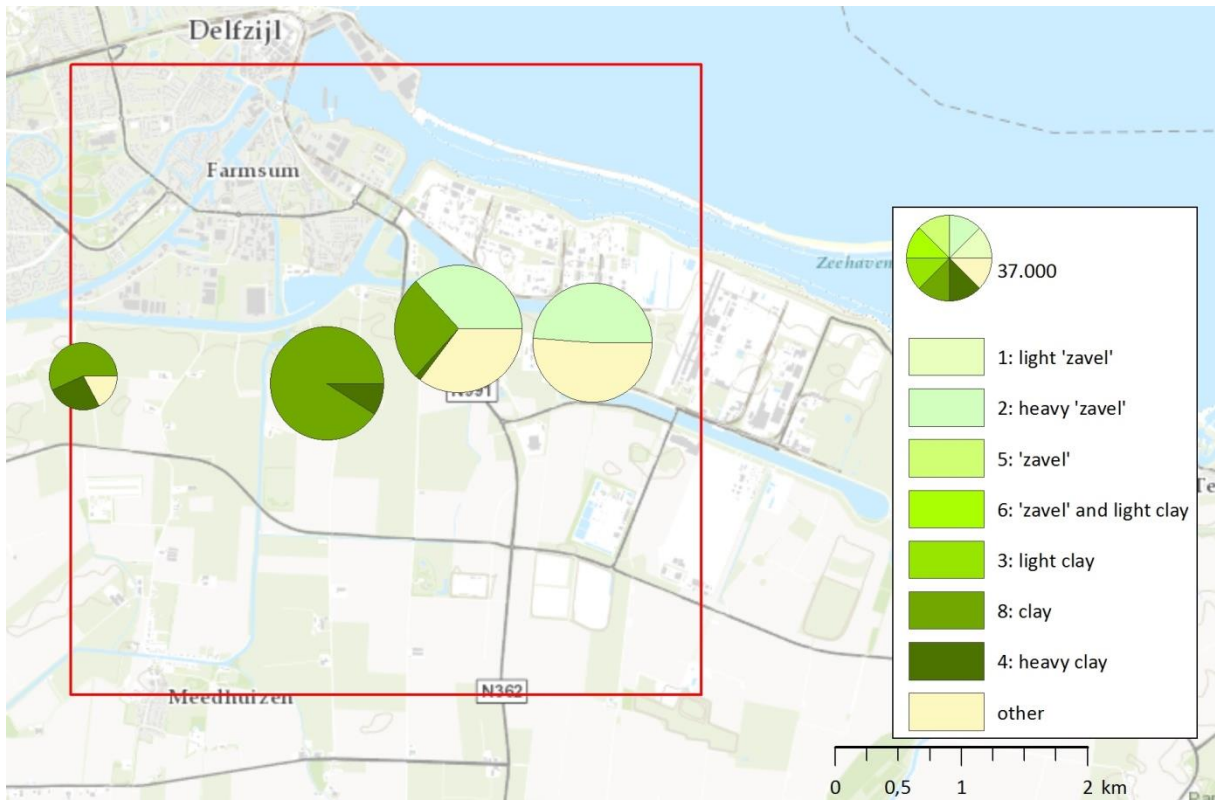 Delfzijl
Farmsum
Zeehaven
37.000
N991
1: light 'zavel'
2: heavy 'zavel'
5: 'zavel'
6: 'zavel' and light clay
3: light clay
8: clay
4: heavy clay
other
Meedhuizen
N362
0 0,5 1 2 km